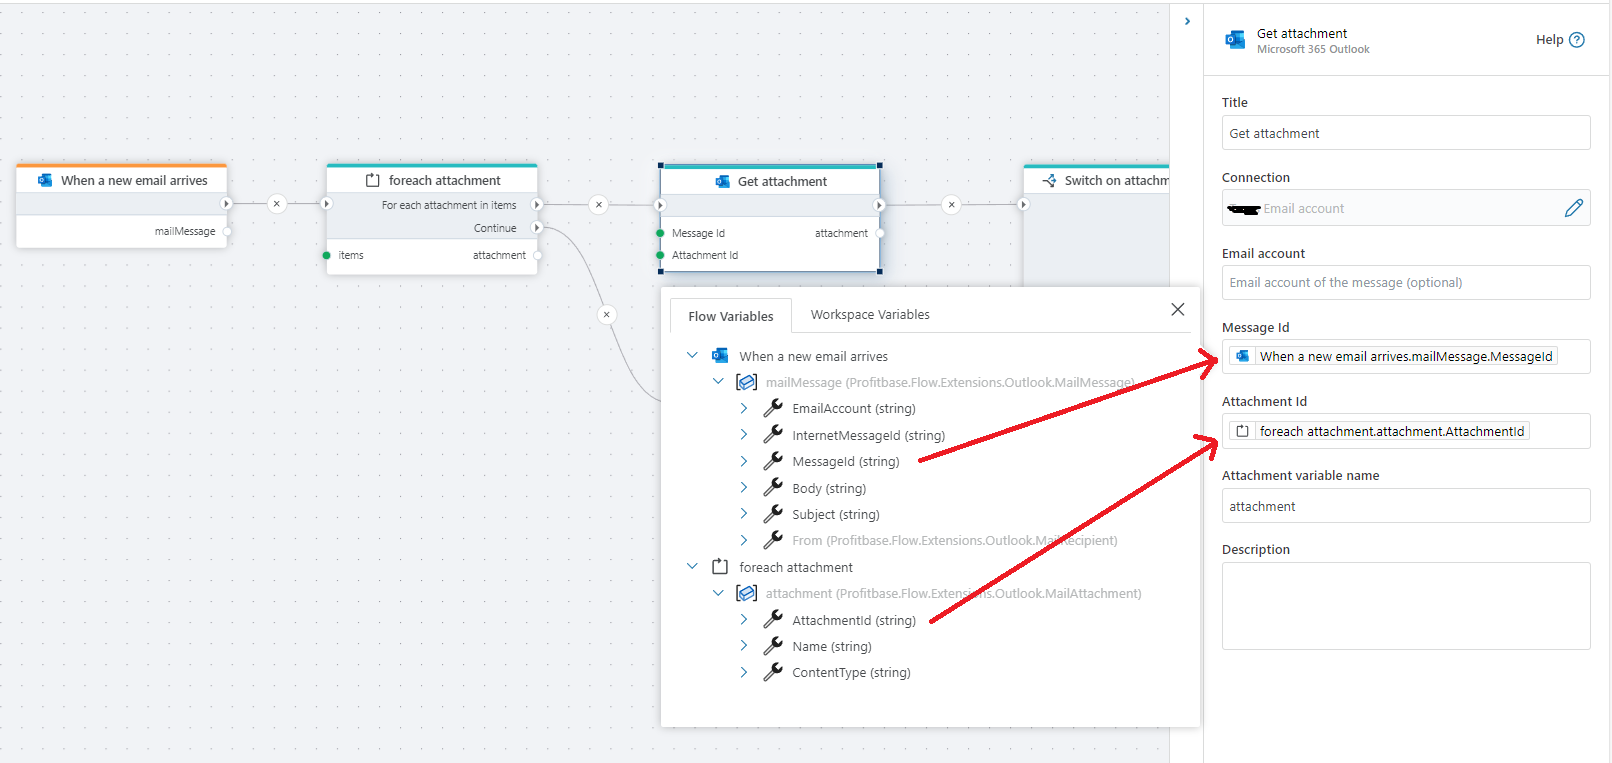 When a new email arrives
mailMessage
foreach attachment
For each attachment in items
Continue
items
attachment
Get attachment
Message Id
attachment
Attachment Id
Switch on attachm
Flow Variables
Workspace Variables
When a new email arrives
mailMessage (Profitbase.Flow.Extensions.Outlook.MailMessage)
EmailAccount (string)
InternetMessageId (string)
MessageId (string)
Body (string)
Subject (string)
From (Profitbase.Flow.Extensions.Outlook.MailRecipient)
foreach attachment
attachment (Profitbase.Flow.Extensions.Outlook.MailAttachment)
AttachmentId (string)
Name (string)
ContentType (string)
Get attachment
Microsoft 365 Outlook
Help
Title
Get attachment
Connection
Email account
Email account
Email account of the message (optional)
Message Id
When a new email arrives.mailMessage.MessageId
Attachment Id
foreach attachment.attachment.AttachmentId
Attachment variable name
attachment
Description